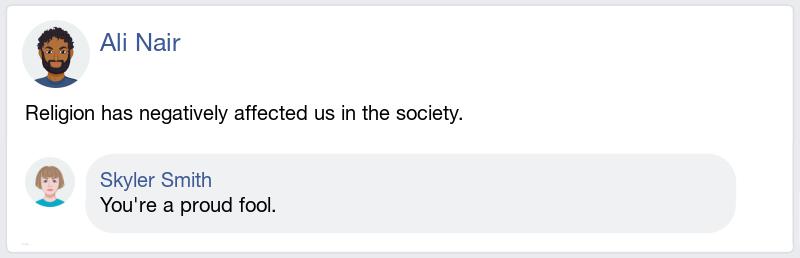 Ali Nair
Religion has negatively affected us in the society.
Skyler Smith
You're a proud fool.